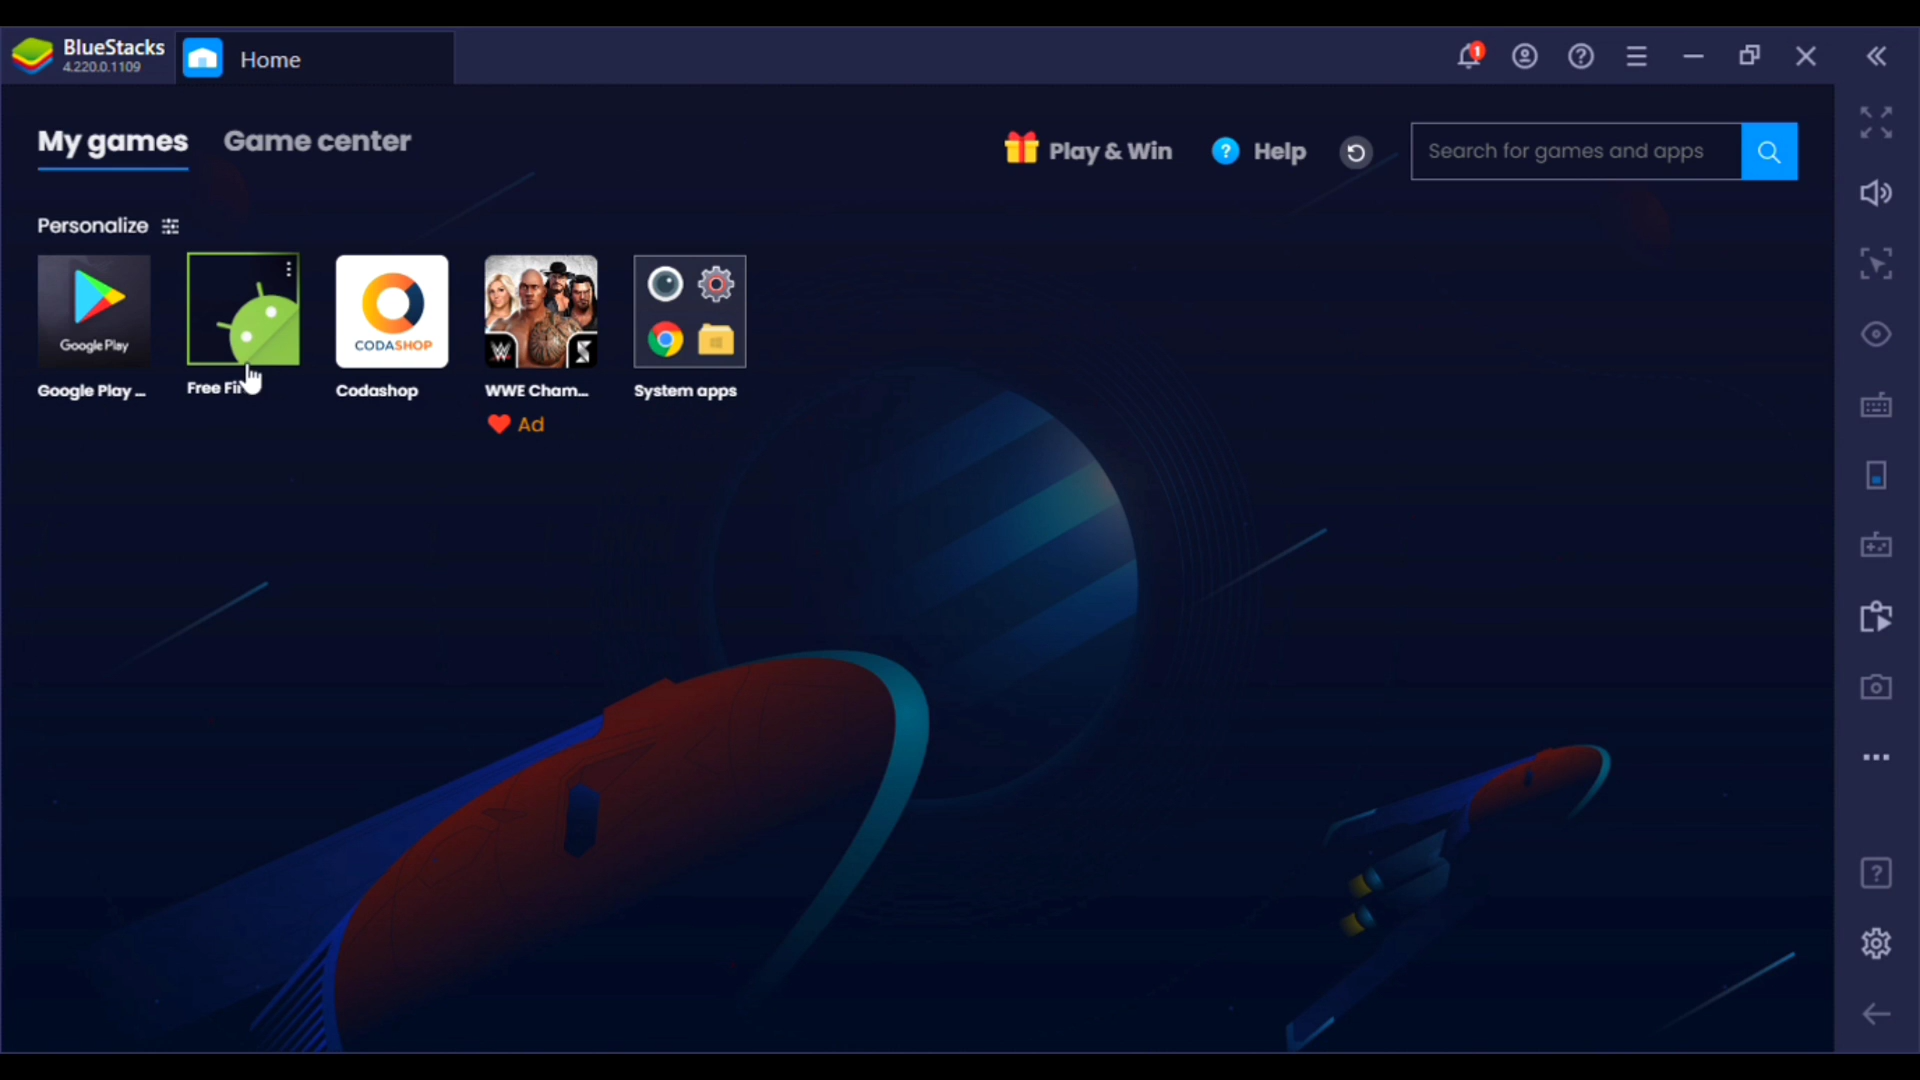 BlueStacks
4.220.0.1109
Home
1
My games
Game center
Play & Win
? Help
Search for games and apps
Personalize
Google Play
CODASHOP
Google Play ...
Free
Codashop
WWE Cham...
System apps
Ad